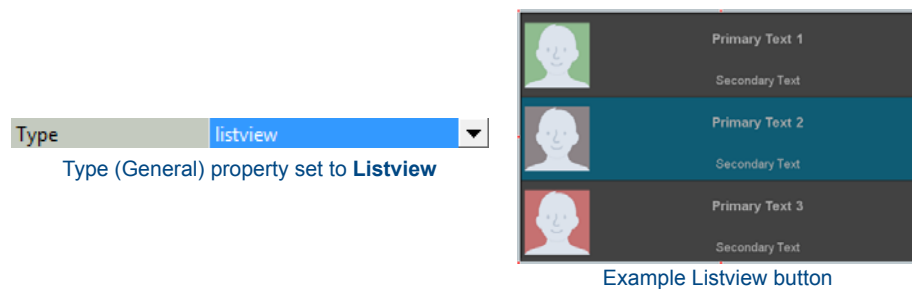 Type listview
Type (General) property set to Listview
Primary Text 1
Secondary Text
Primary Text 2
Secondary Text
Primary Text 3
Secondary Text
Example Listview button